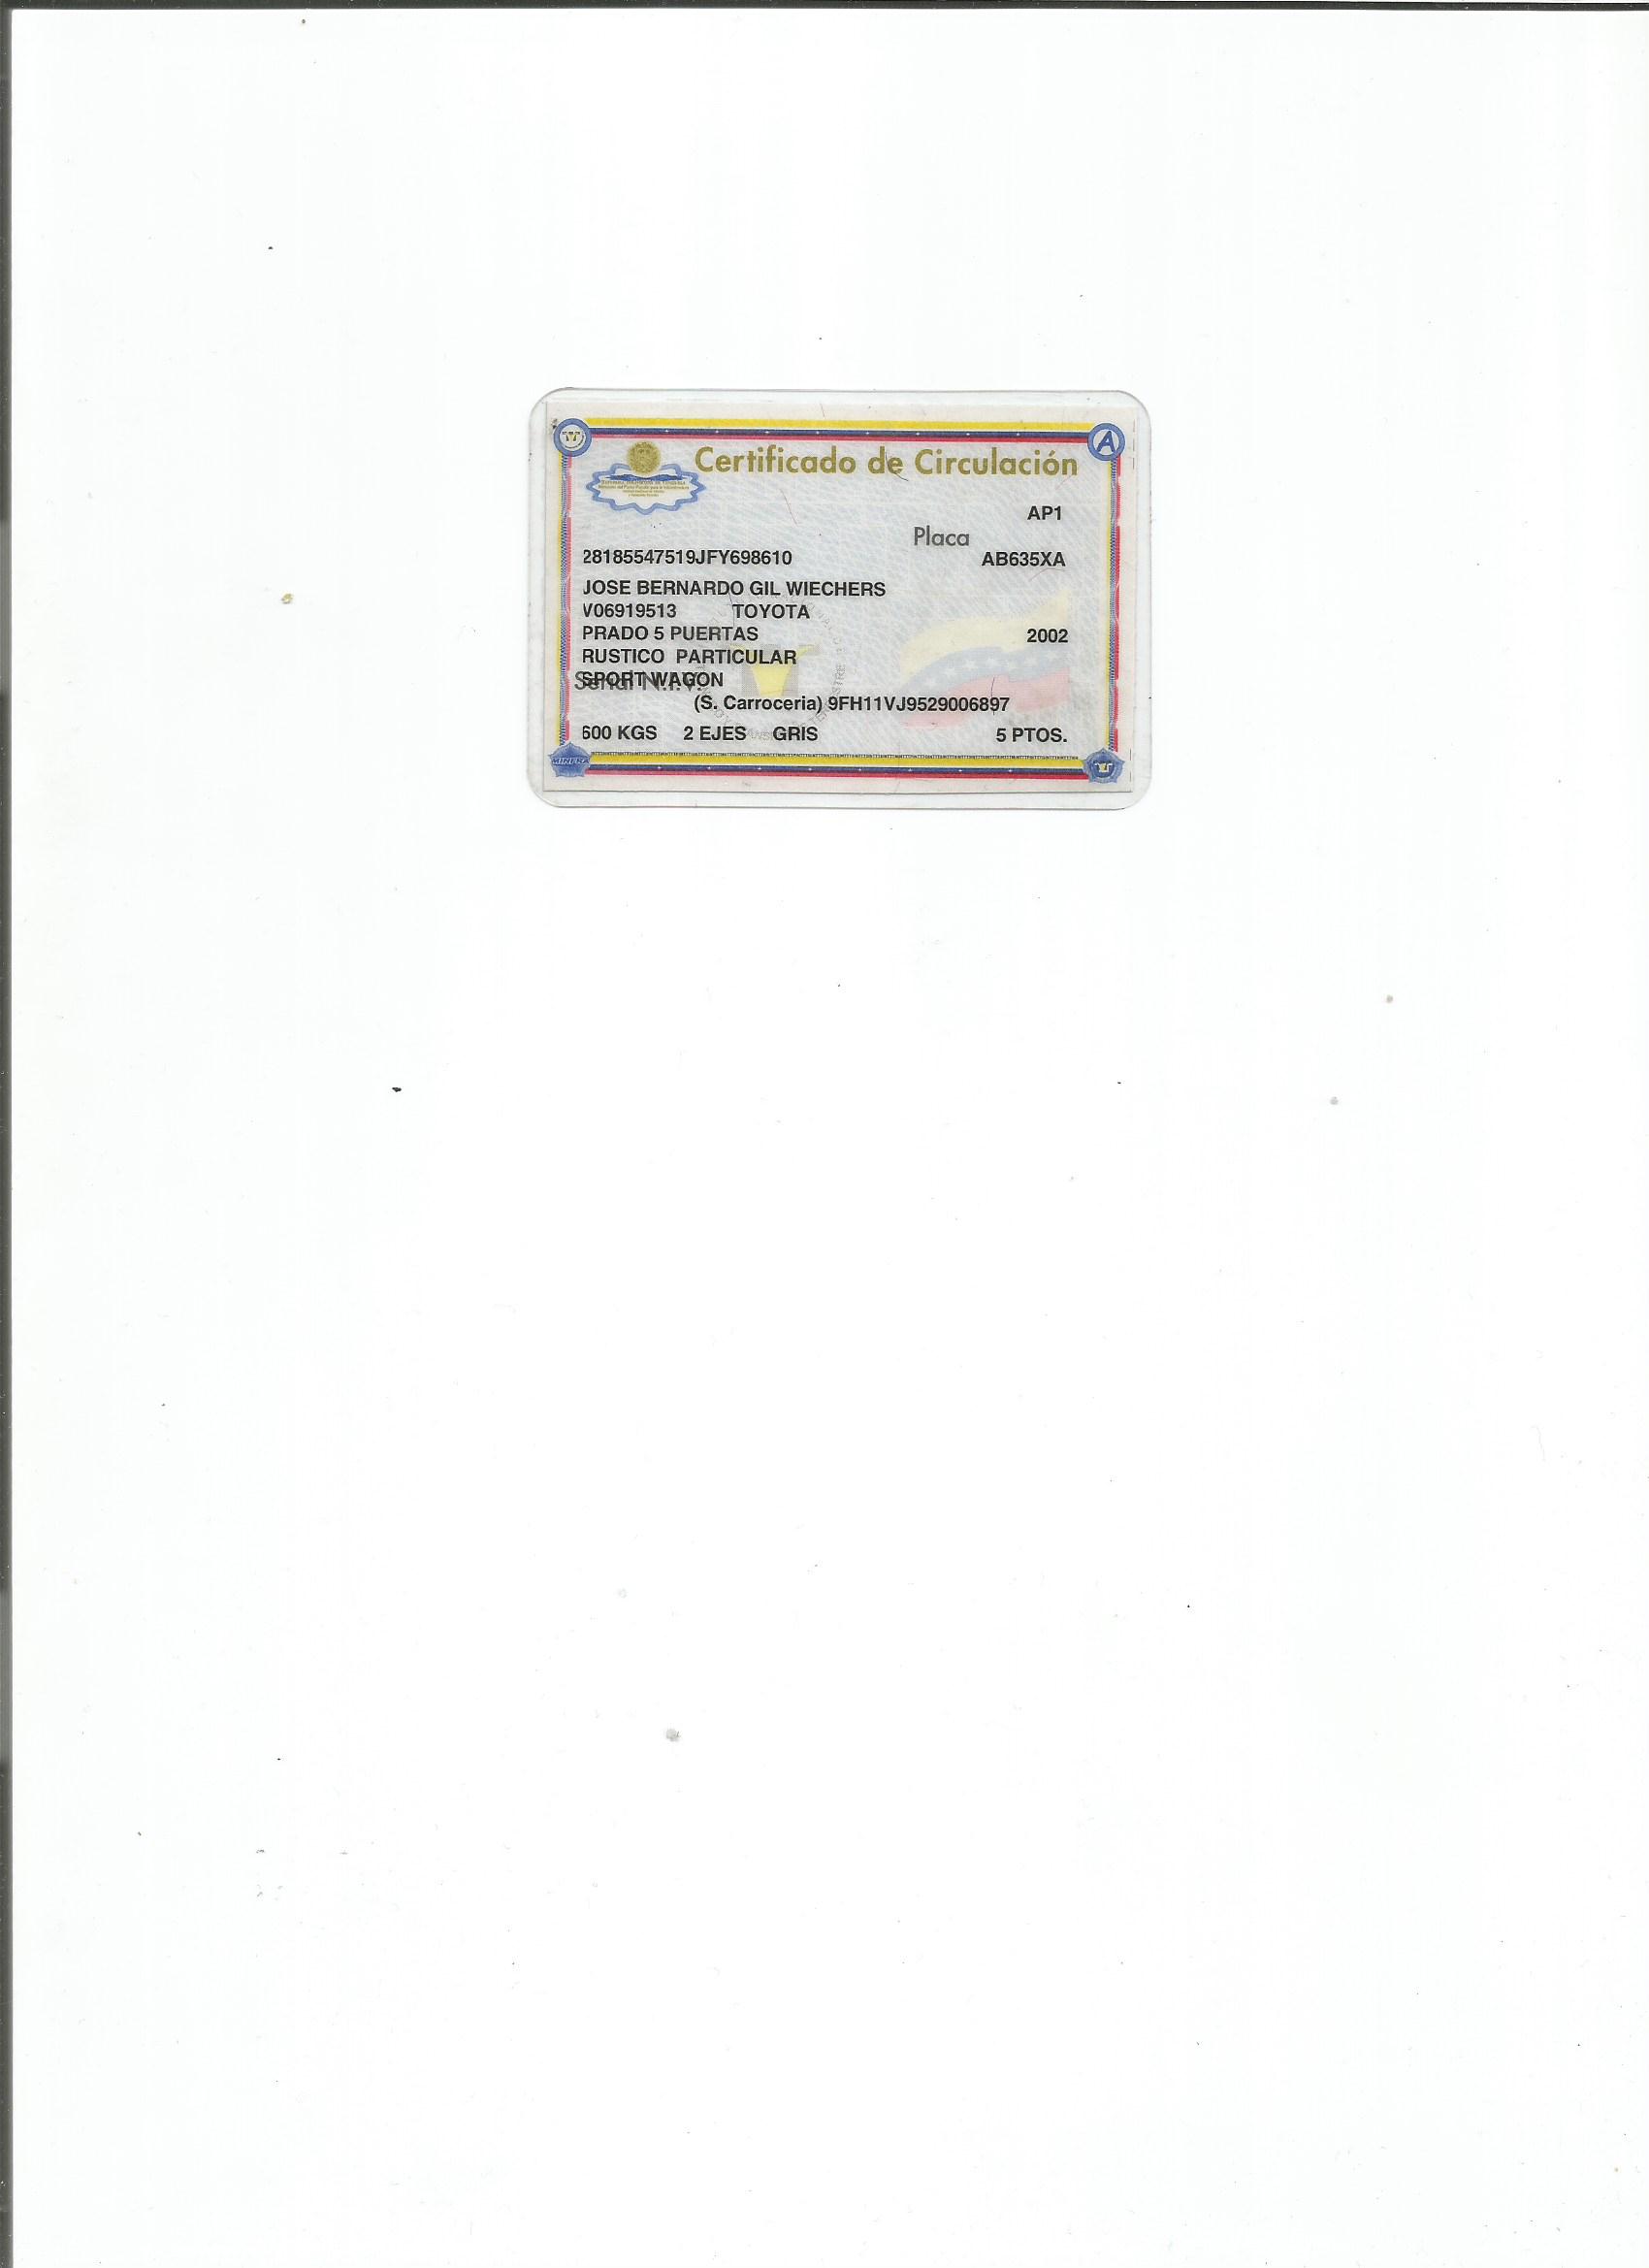 Certificado de Circulación
AP1
Placa
28185547519JFY698610 AB635XA
JOSE BERNARDO GIL WIECHERS
V06919513 TOYOTA
PRADO 5 PUERTAS 2002
RUSTICO PARTICULAR
SPORT WAGON
Serial N.I.V.
(S. Carroceria) 9FH11VJ9529006897
600 KGS 2 EJES GRIS 5 PTOS.